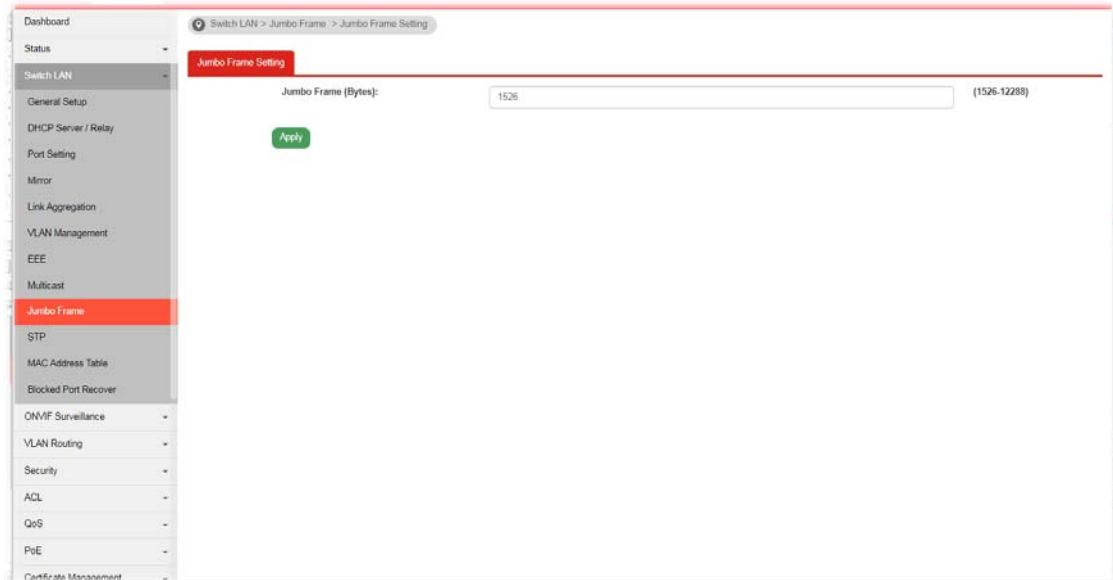 Dashboard
Status
Switch LAN
General Setup
DHCP Server / Relay
Port Setting
Mirror
Link Aggregation
VLAN Management
EEE
Multicast
Jumbo Frame
STP
MAC Address Table
Blocked Port Recover
ONVIF Surveillance
VLAN Routing
Security
ACL
QoS
PoE
Certificate Management
Switch LAN > Jumbo Frame > Jumbo Frame Setting
Jumbo Frame Setting
Jumbo Frame (Bytes): 1526 (1526-12288)
Apply